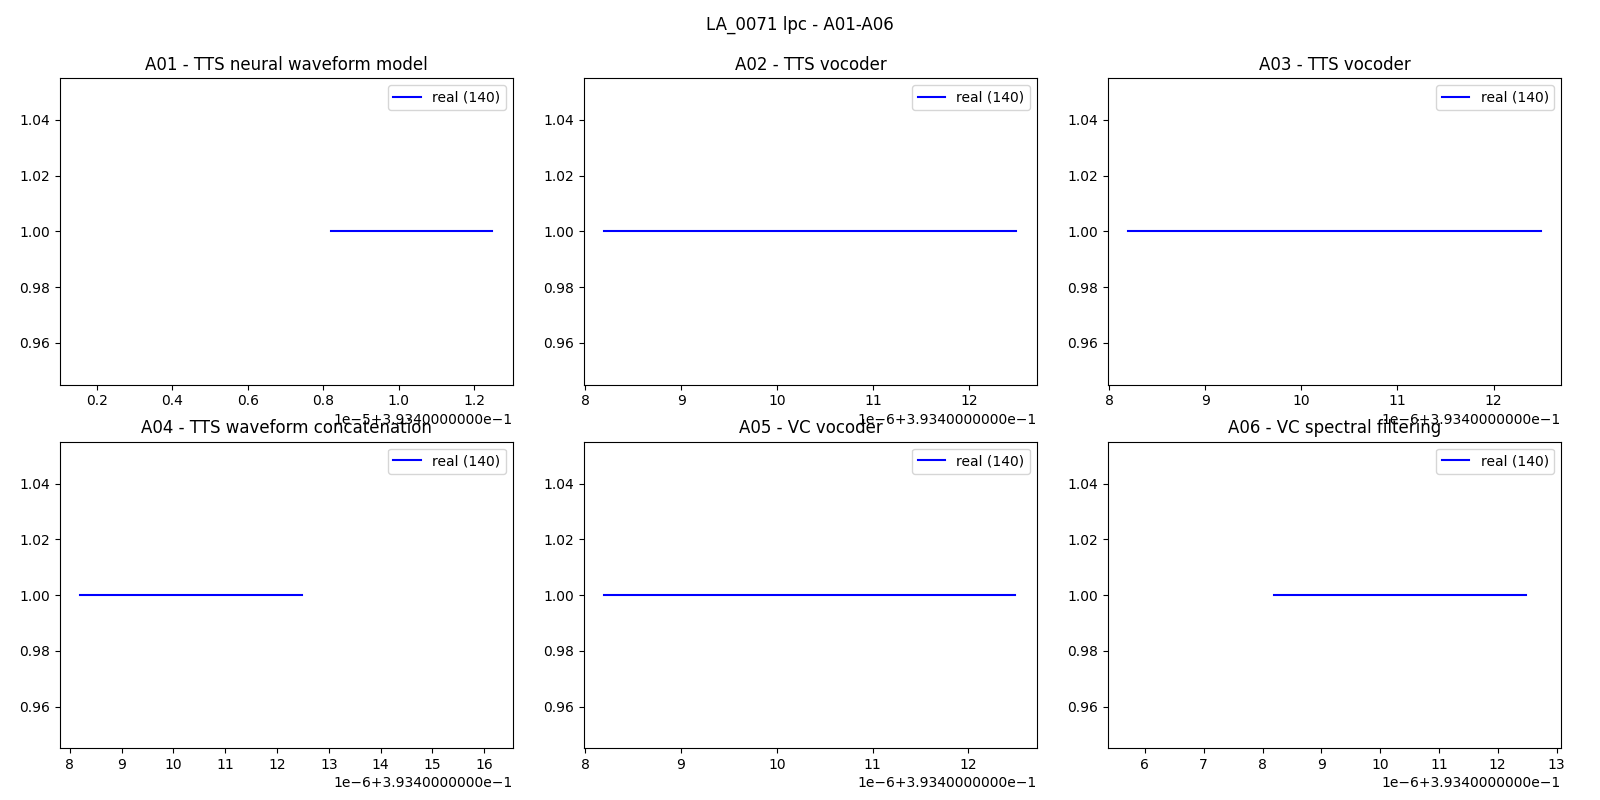 LA_0071 lpc - A01-A06
A01 - TTS neural waveform model
real (140)
1.04
1.02
1.00
0.98
0.96
0.2 0.4 0.6 0.8 1.0 1.2
1e−5+3.9340000000e−1
A02 - TTS vocoder
real (140)
1.04
1.02
1.00
0.98
0.96
8 9 10 11 12
1e−6+3.9340000000e−1
A03 - TTS vocoder
real (140)
1.04
1.02
1.00
0.98
0.96
8 9 10 11 12
1e−6+3.9340000000e−1
A04 - TTS waveform concatenation
real (140)
1.04
1.02
1.00
0.98
0.96
8 9 10 11 12 13 14 15 16
1e−6+3.9340000000e−1
A05 - VC vocoder
real (140)
1.04
1.02
1.00
0.98
0.96
8 9 10 11 12
1e−6+3.9340000000e−1
A06 - VC spectral filtering
real (140)
1.04
1.02
1.00
0.98
0.96
6 7 8 9 10 11 12 13
1e−6+3.9340000000e−1